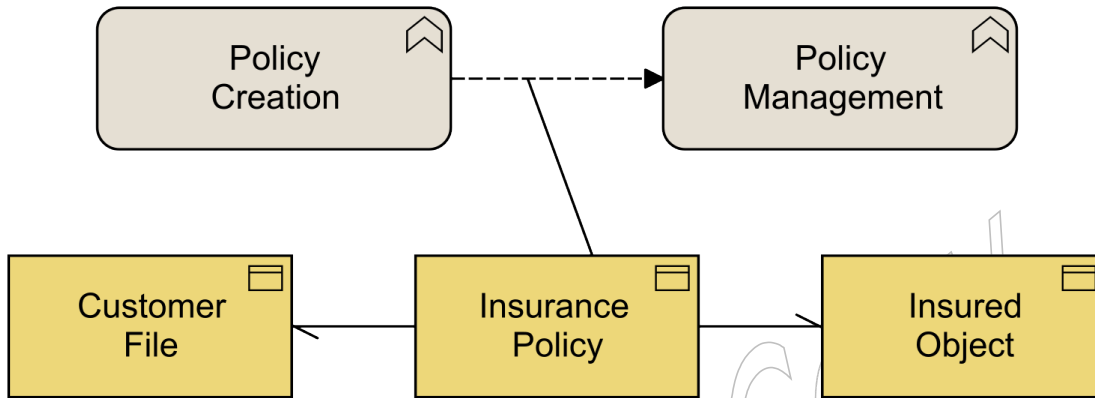 Policy
Creation
Policy
Management
Customer
File
Insurance
Policy
Insured
Object